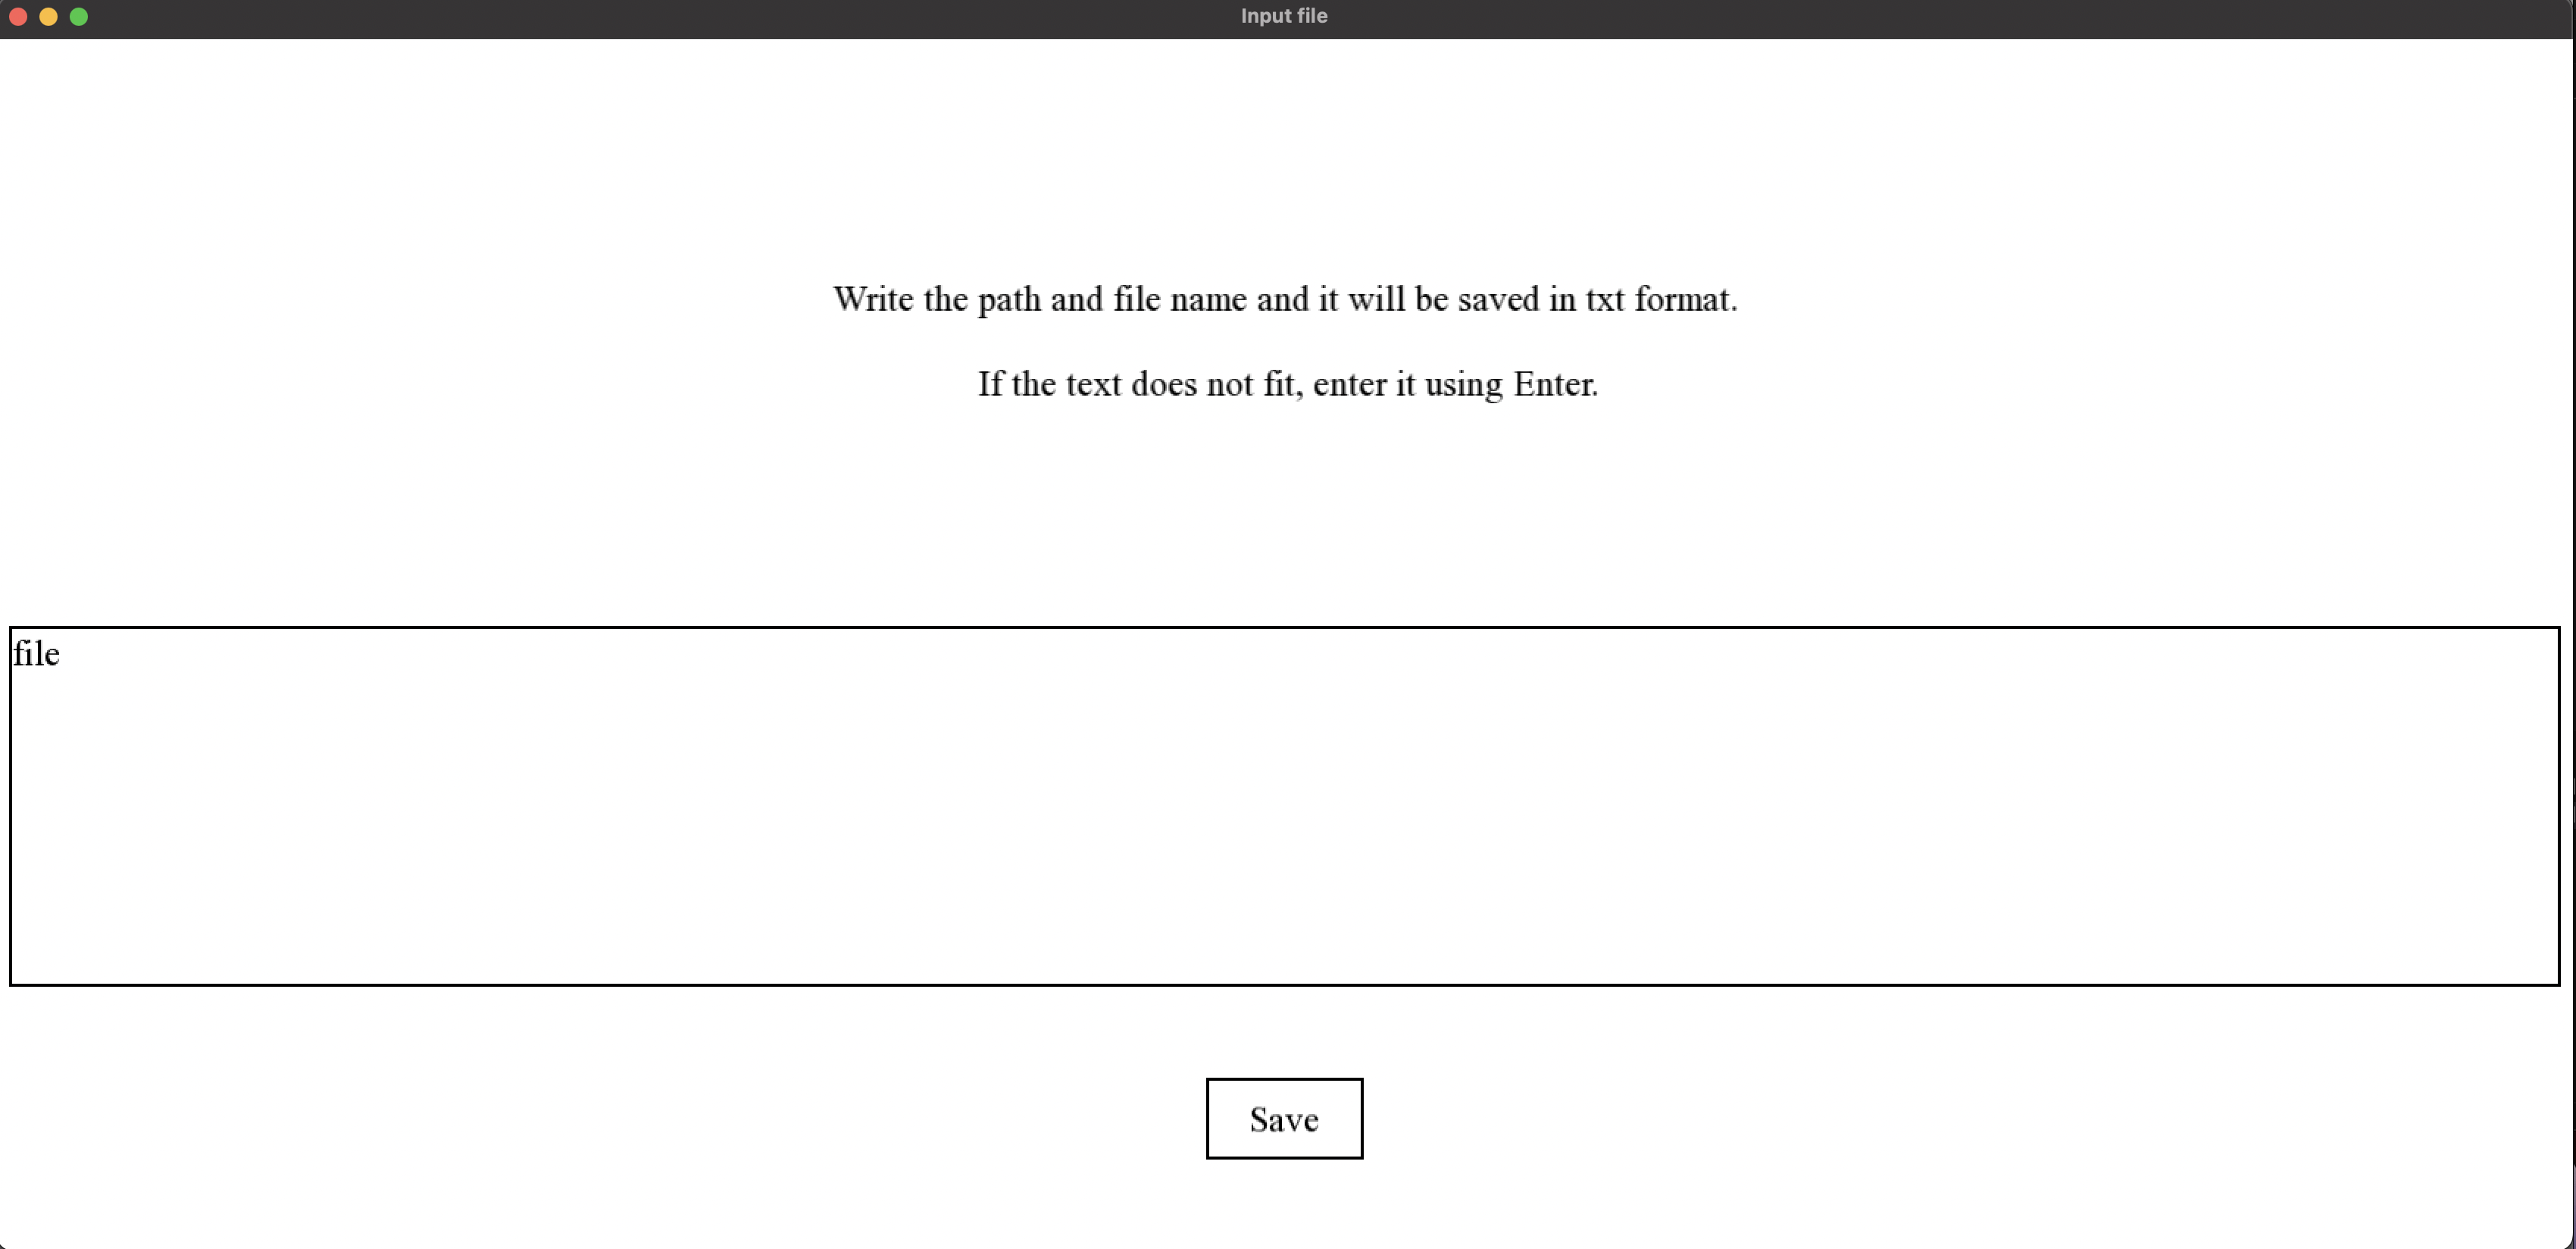 Input file
Write the path and file name and it will be saved in txt format.
If the text does not fit, enter it using Enter.
file
Save